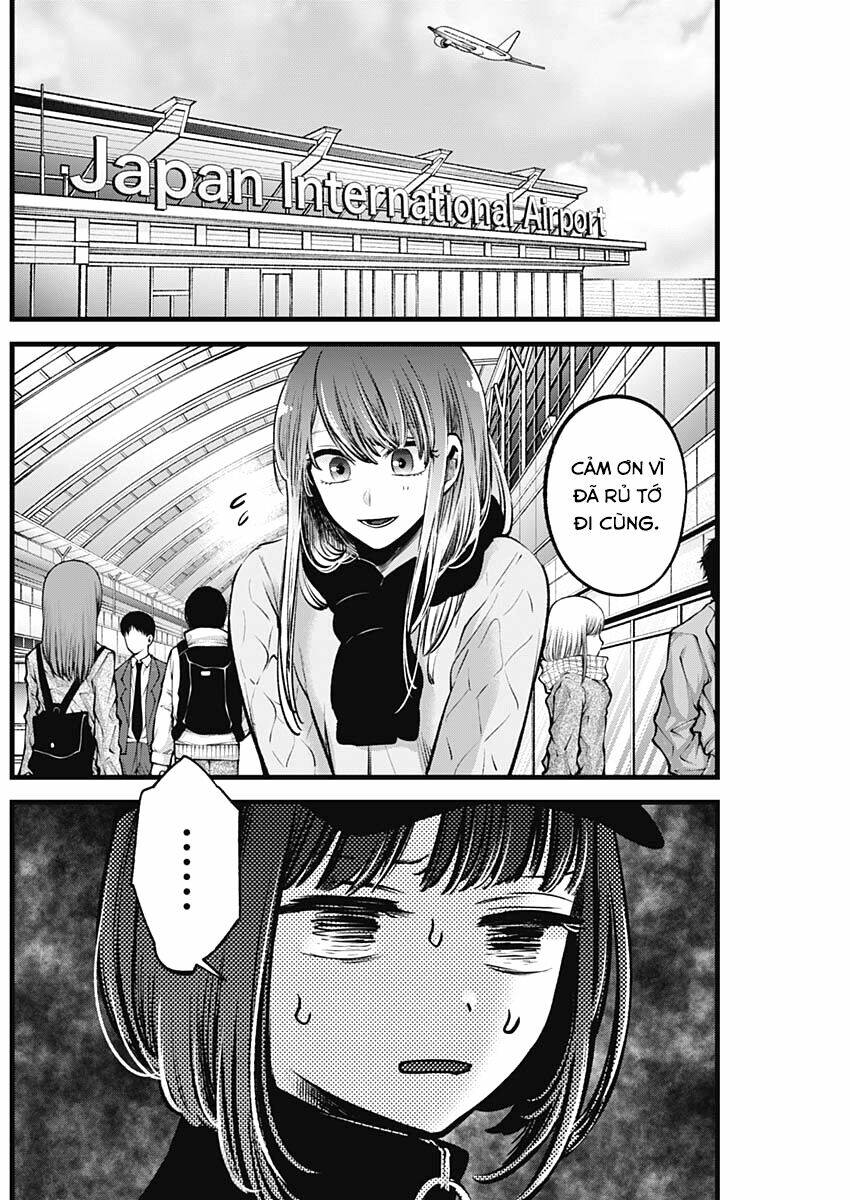 Japan International Airport
CẢM ƠN VÌ
ĐÃ RỦ TỚ
ĐI CÙNG.
......